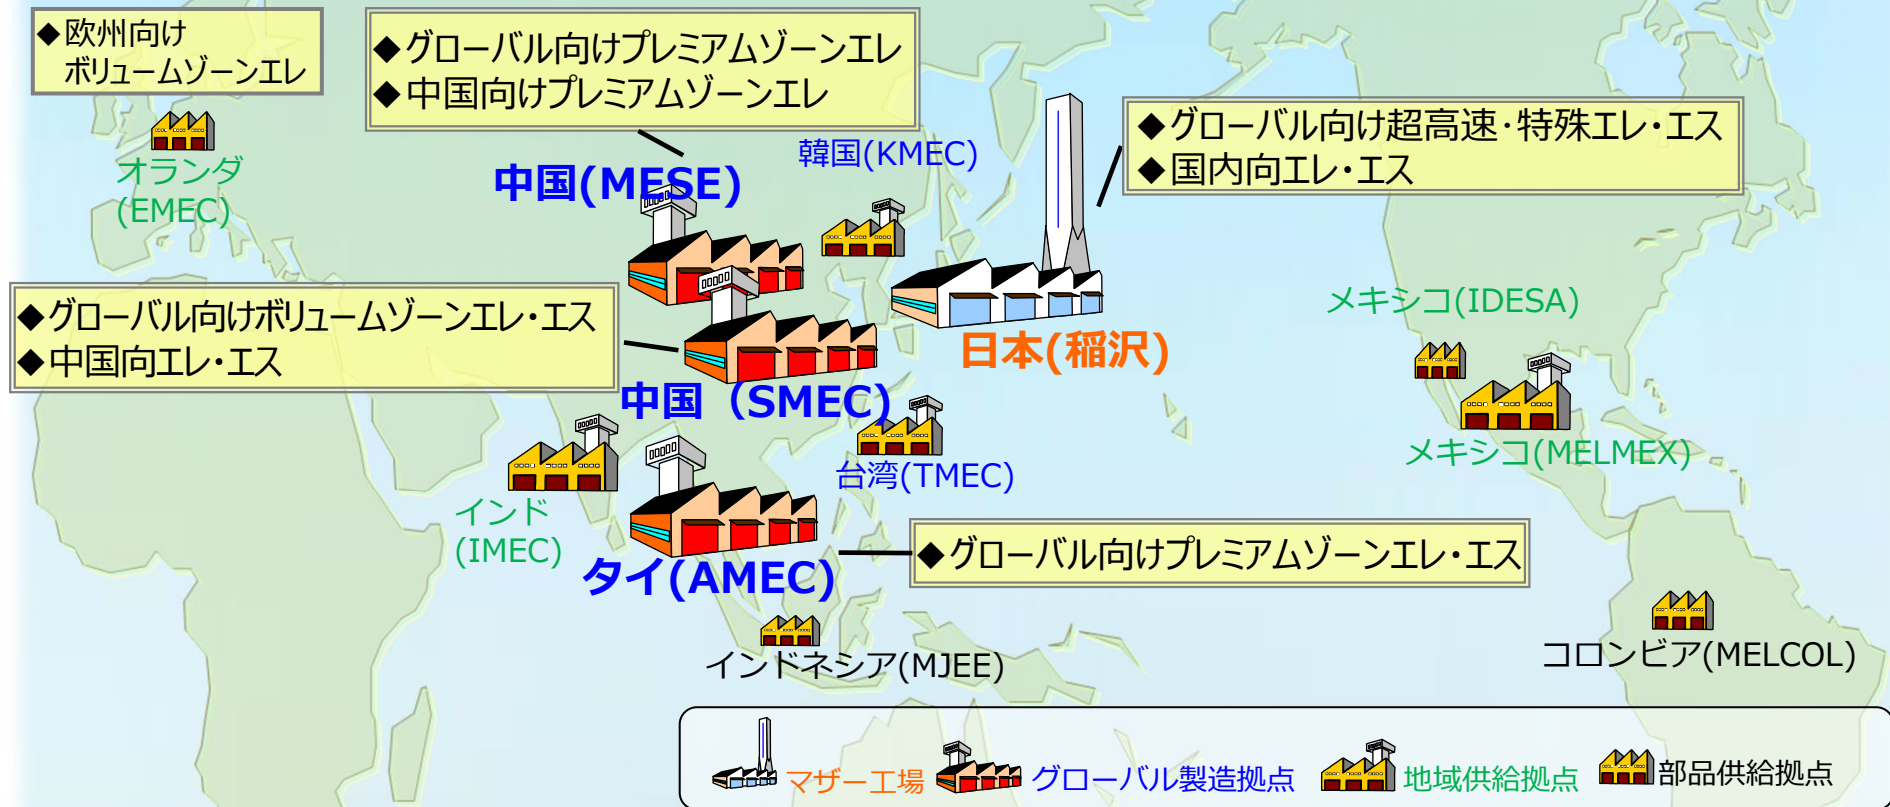 ◆欧州向け
ボリュームゾーンエレ
◆グローバル向けプレミアムゾーンエレ
◆中国向けプレミアムゾーンエレ
◆グローバル向け超高速・特殊エレ・エス
◆国内向エレ・エス
オランダ
(EMEC)
中国(MESE)
韓国(KMEC)
◆グローバル向けボリュームゾーンエレ・エス
◆中国向エレ・エス
日本(稲沢)
メキシコ(IDESA)
中国（SMEC)
台湾(TMEC)
メキシコ(MELMEX)
インド
(IMEC)
タイ(AMEC)
◆グローバル向けプレミアムゾーンエレ・エス
インドネシア(MJEE)
コロンビア(MELCOL)
マザー工場
グローバル製造拠点
地域供給拠点
部品供給拠点